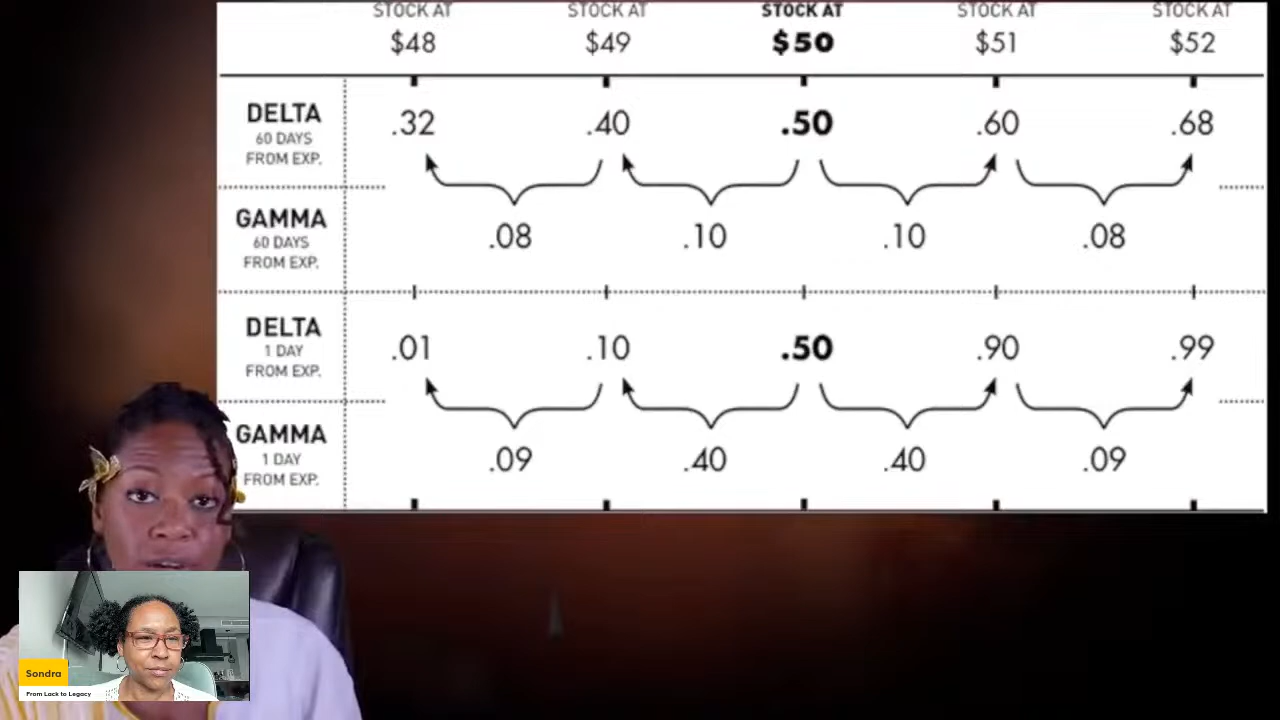 STOCK AT STOCK AT STOCK AT STOCK AT STOCK AT
$48 $49 $50 $51 $52
DELTA
60 DAYS
FROM EXP.
.32 .40 .50 .60 .68
GAMMA
60 DAYS
FROM EXP.
.08 .10 .10 .08
DELTA
1 DAY
FROM EXP.
.01 .10 .50 .90 .99
GAMMA
1 DAY
FROM EXP.
.09 .40 .40 .09
Sondra
From Lack to Legacy